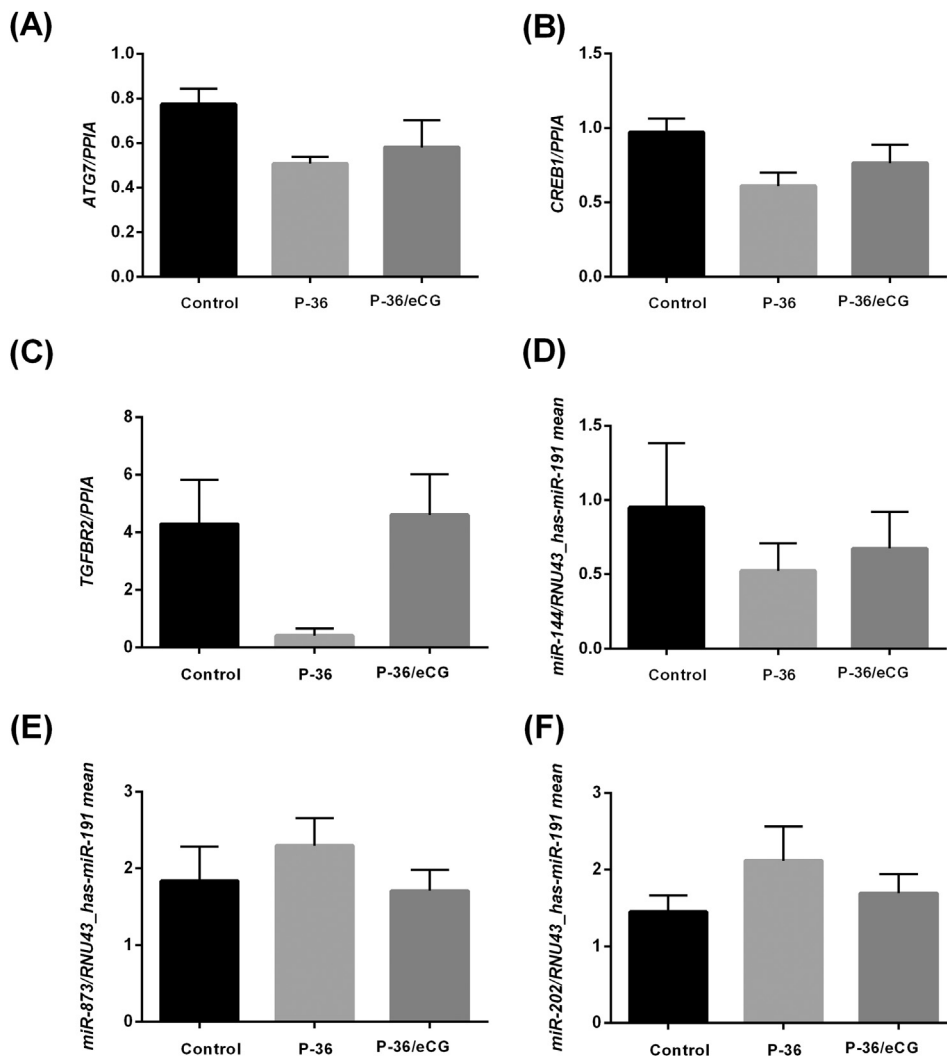 (A)
ATG7/PPIA
1.0
0.8
0.6
0.4
0.2
0.0
Control
P-36
P-36/eCG
(B)
CREB1/PPIA
1.5
1.0
0.5
0.0
Control
P-36
P-36/eCG
(C)
TGFBR2/PPIA
8
6
4
2
0
Control
P-36
P-36/eCG
(D)
miR-144/RNU43_has-miR-191 mean
1.5
1.0
0.5
0.0
Control
P-36
P-36/eCG
(E)
miR-873/RNU43_has-miR-191 mean
3
2
1
0
Control
P-36
P-36/eCG
(F)
miR-202/RNU43_has-miR-191 mean
3
2
1
0
Control
P-36
P-36/eCG